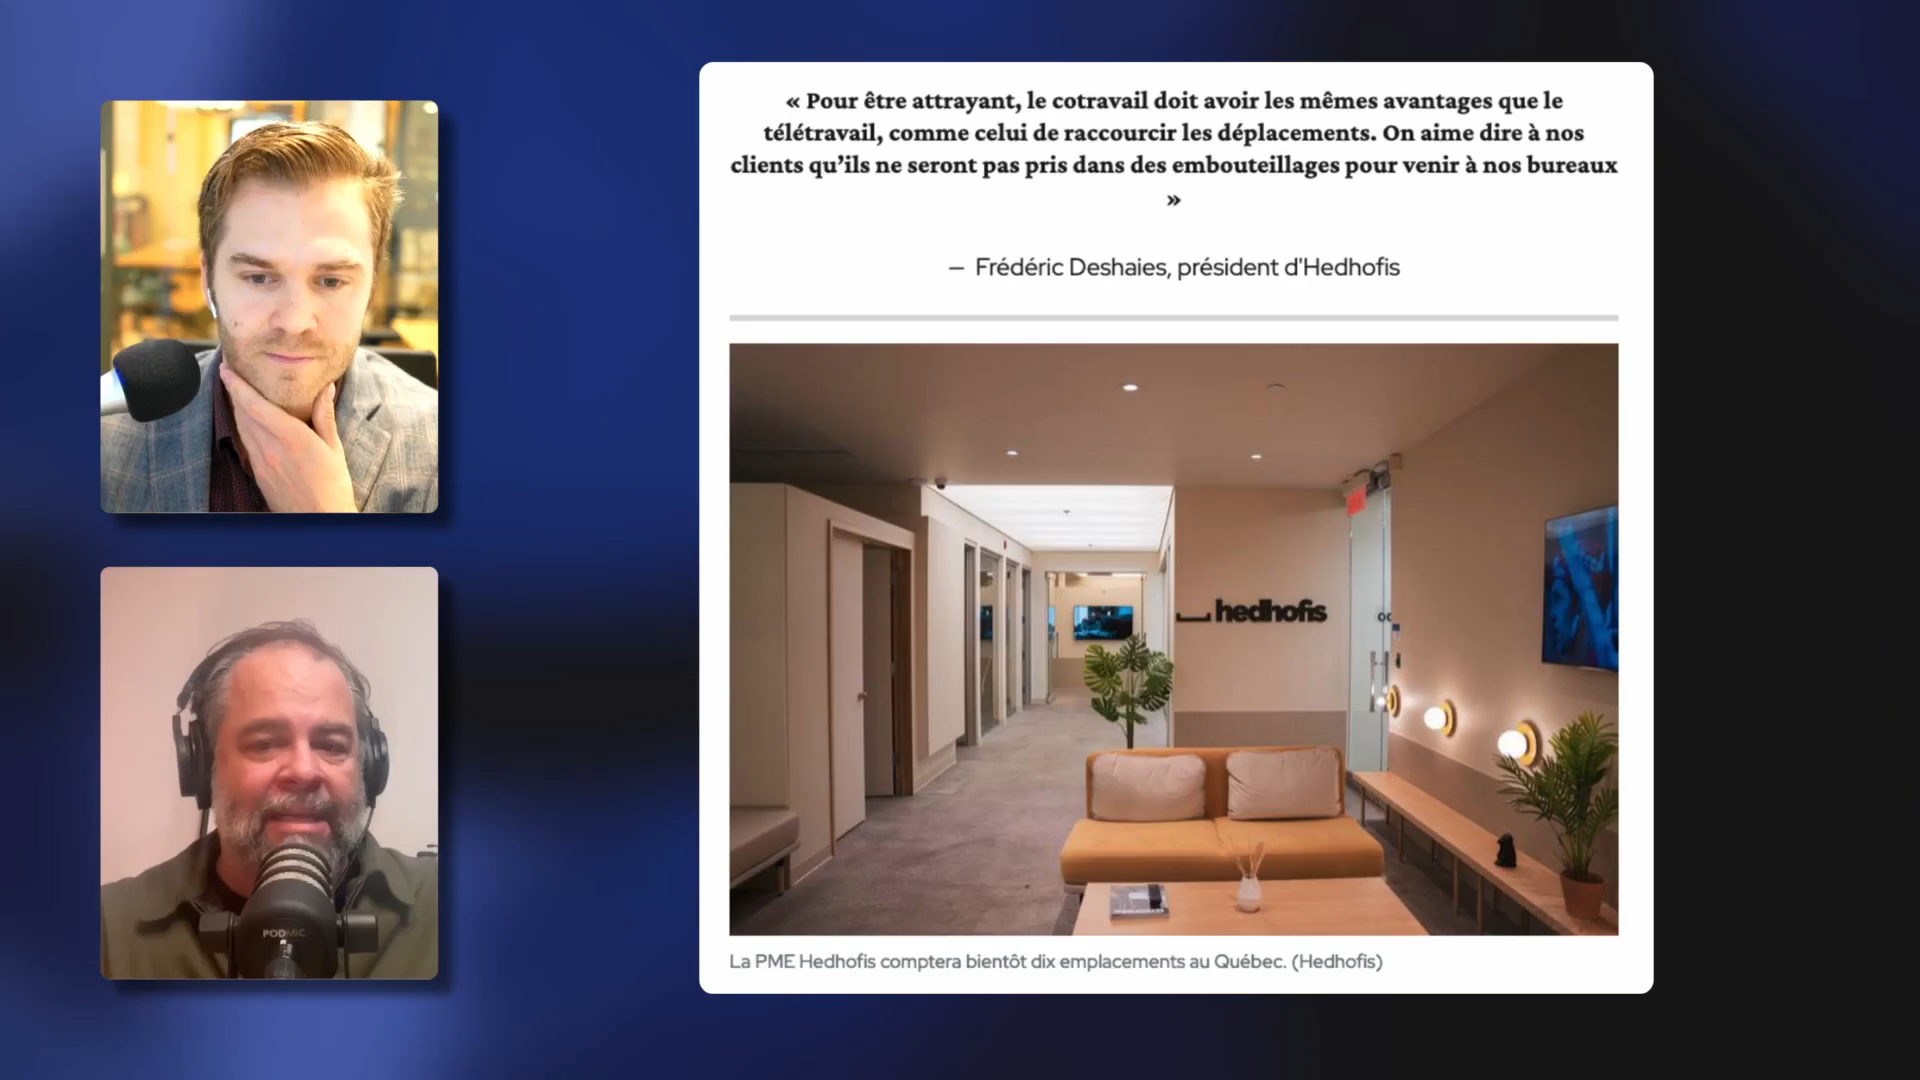 « Pour être attrayant, le cotravail doit avoir les mêmes avantages que le
télétravail, comme celui de raccourcir les déplacements. On aime dire à nos
clients qu’ils ne seront pas pris dans des embouteillages pour venir à nos bureaux
»
— Frédéric Deshaies, président d'Hedhofis
hedhofis
PODMIC
La PME Hedhofis comptera bientôt dix emplacements au Québec. (Hedhofis)